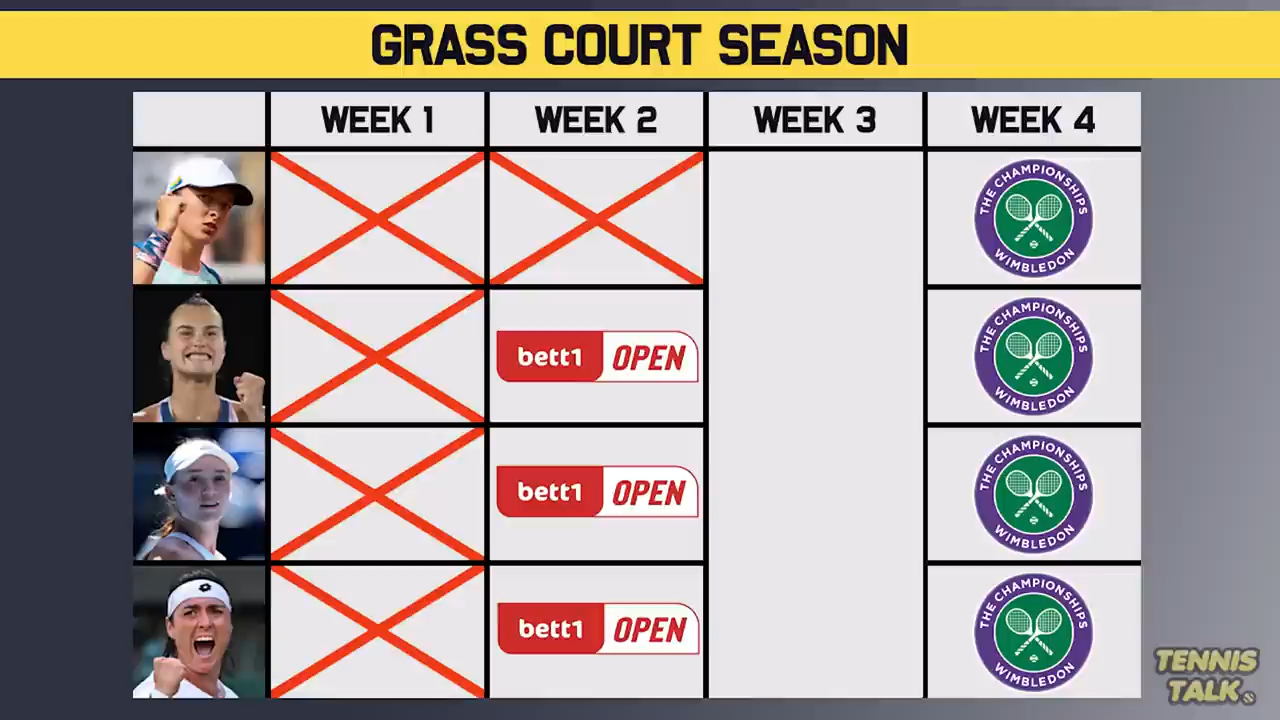 GRASS COURT SEASON
WEEK 1 WEEK 2 WEEK 3 WEEK 4
THE CHAMPIONSHIPS
WIMBLEDON
bett1 OPEN
THE CHAMPIONSHIPS
WIMBLEDON
bett1 OPEN
THE CHAMPIONSHIPS
WIMBLEDON
bett1 OPEN
THE CHAMPIONSHIPS
WIMBLEDON
TENNIS
TALK